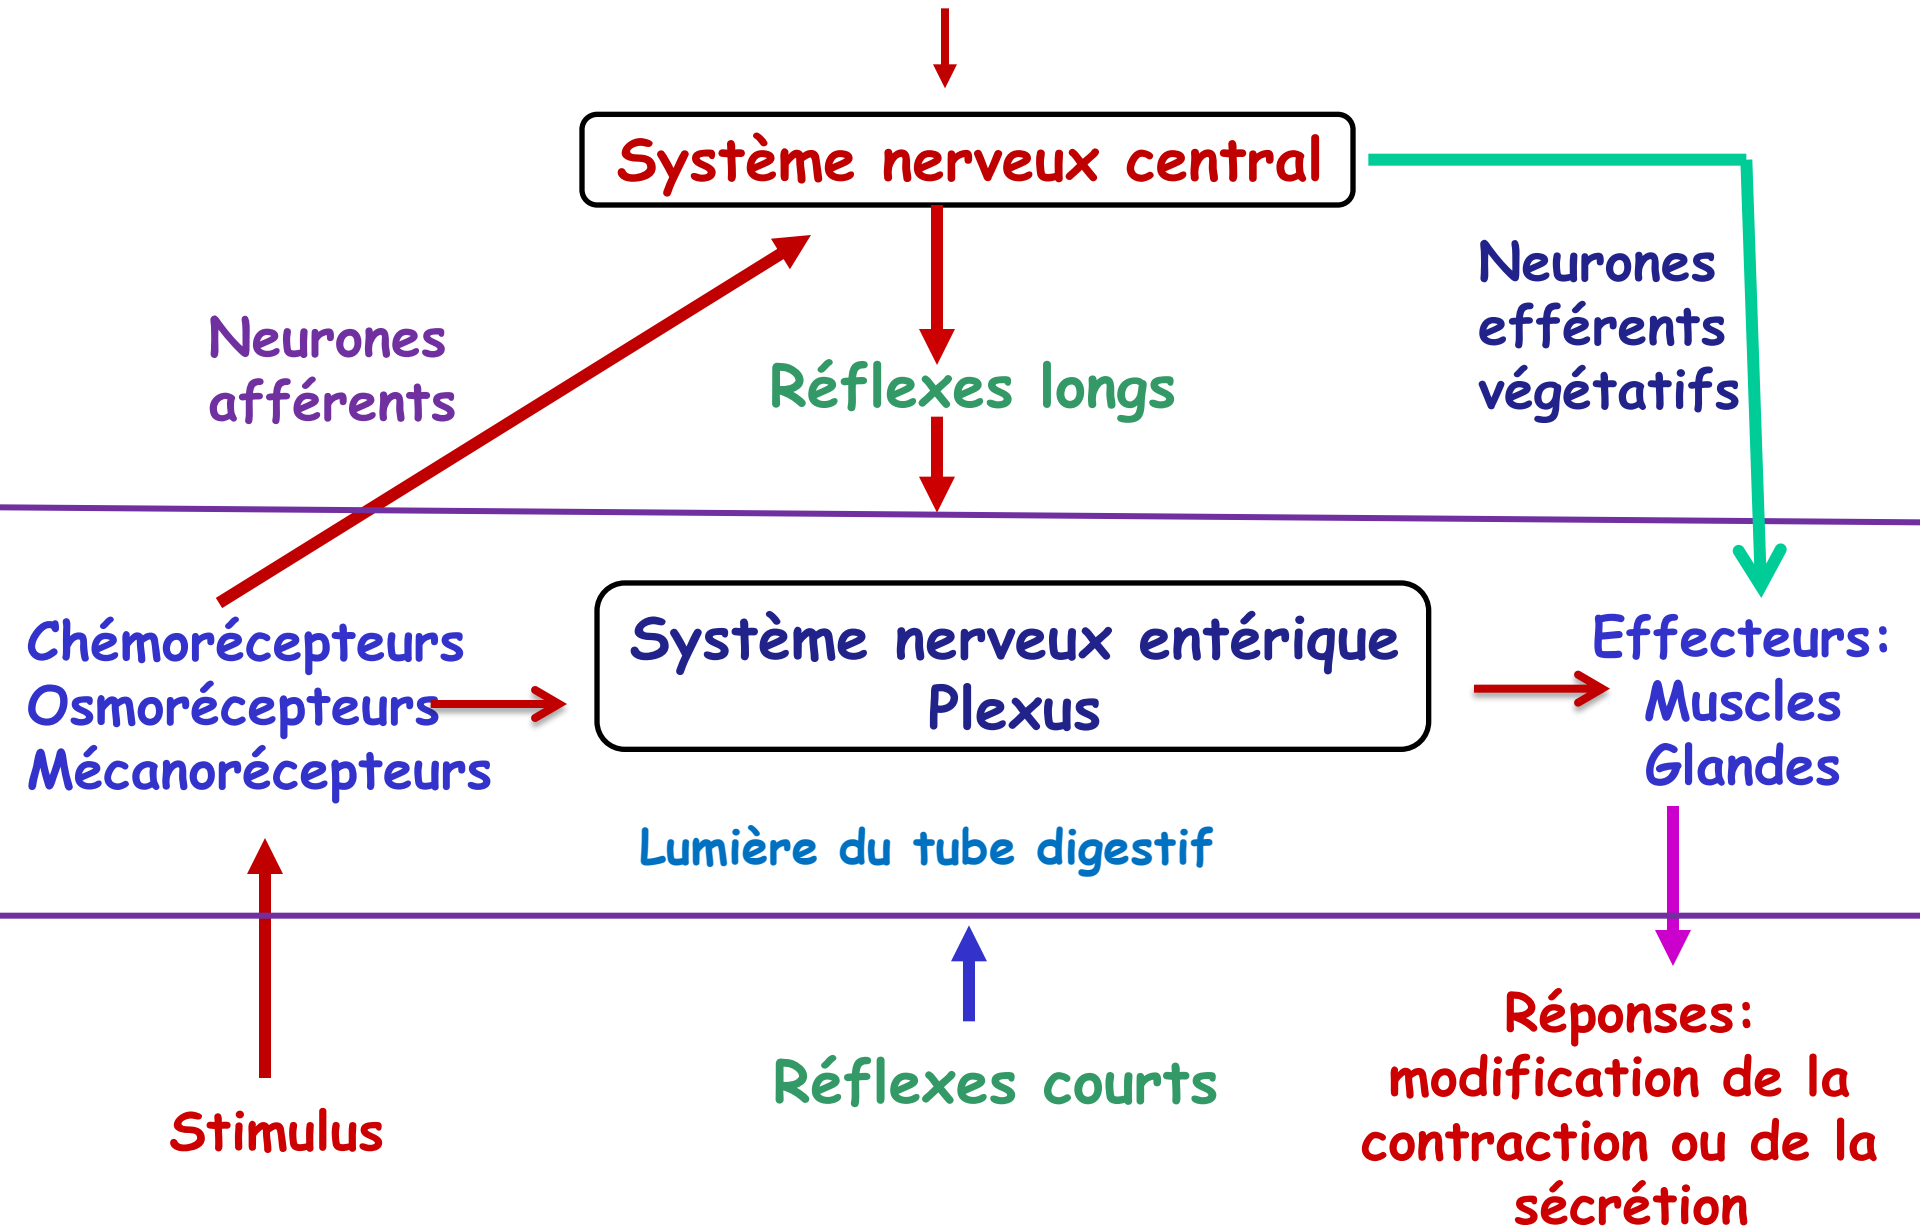 Système nerveux central
Neurones
efférents
végétatifs
Neurones
afférents
Réflexes longs
Chémorécepteurs
Osmorécepteurs
Mécanorécepteurs
Système nerveux entérique
Plexus
Effecteurs:
Muscles
Glandes
Lumière du tube digestif
Stimulus
Réflexes courts
Réponses:
modification de la
contraction ou de la
sécrétion